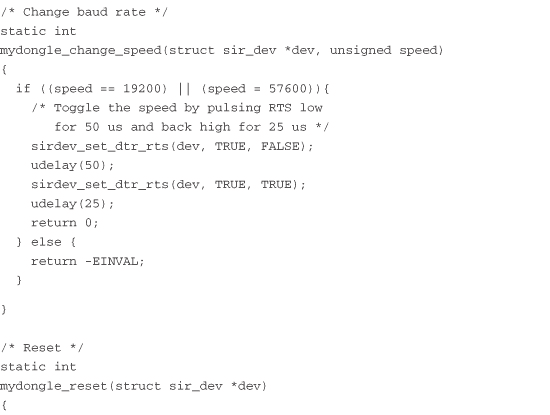 /* Change baud rate */
static int
mydongle_change_speed(struct sir_dev *dev, unsigned speed)
{
  if ((speed == 19200) || (speed = 57600)){
    /* Toggle the speed by pulsing RTS low
       for 50 us and back high for 25 us */
    sirdev_set_dtr_rts(dev, TRUE, FALSE);
    udelay(50);
    sirdev_set_dtr_rts(dev, TRUE, TRUE);
    udelay(25);
    return 0;
  } else {
    return -EINVAL;
  }
}
/* Reset */
static int
mydongle_reset(struct sir_dev *dev)
{